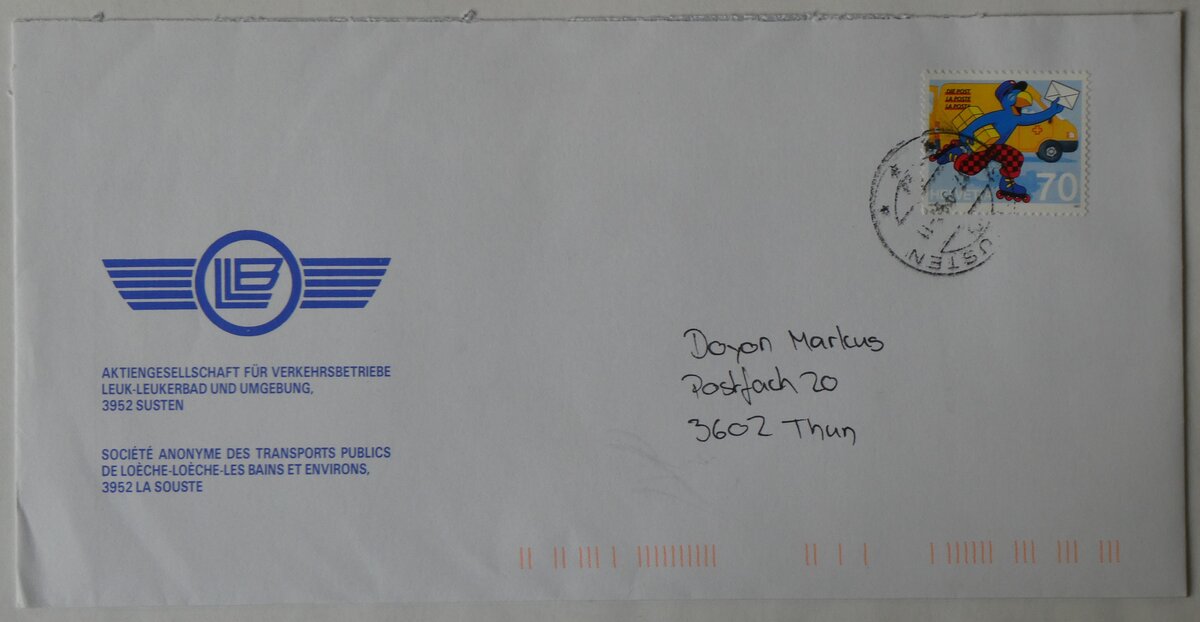 DIE POST
LA POSTE
LA POSTA
HELVETIA
70
USTEN
LLB
AKTIENGESELLSCHAFT FÜR VERKEHRSBETRIEBE
LEUK-LEUKERBAD UND UMGEBUNG,
3952 SUSTEN
SOCIÉTÉ ANONYME DES TRANSPORTS PUBLICS
DE LOÈCHE-LOÈCHE-LES BAINS ET ENVIRONS,
3952 LA SOUSTE
Doyon Markus
Postfach 20
3602 Thun